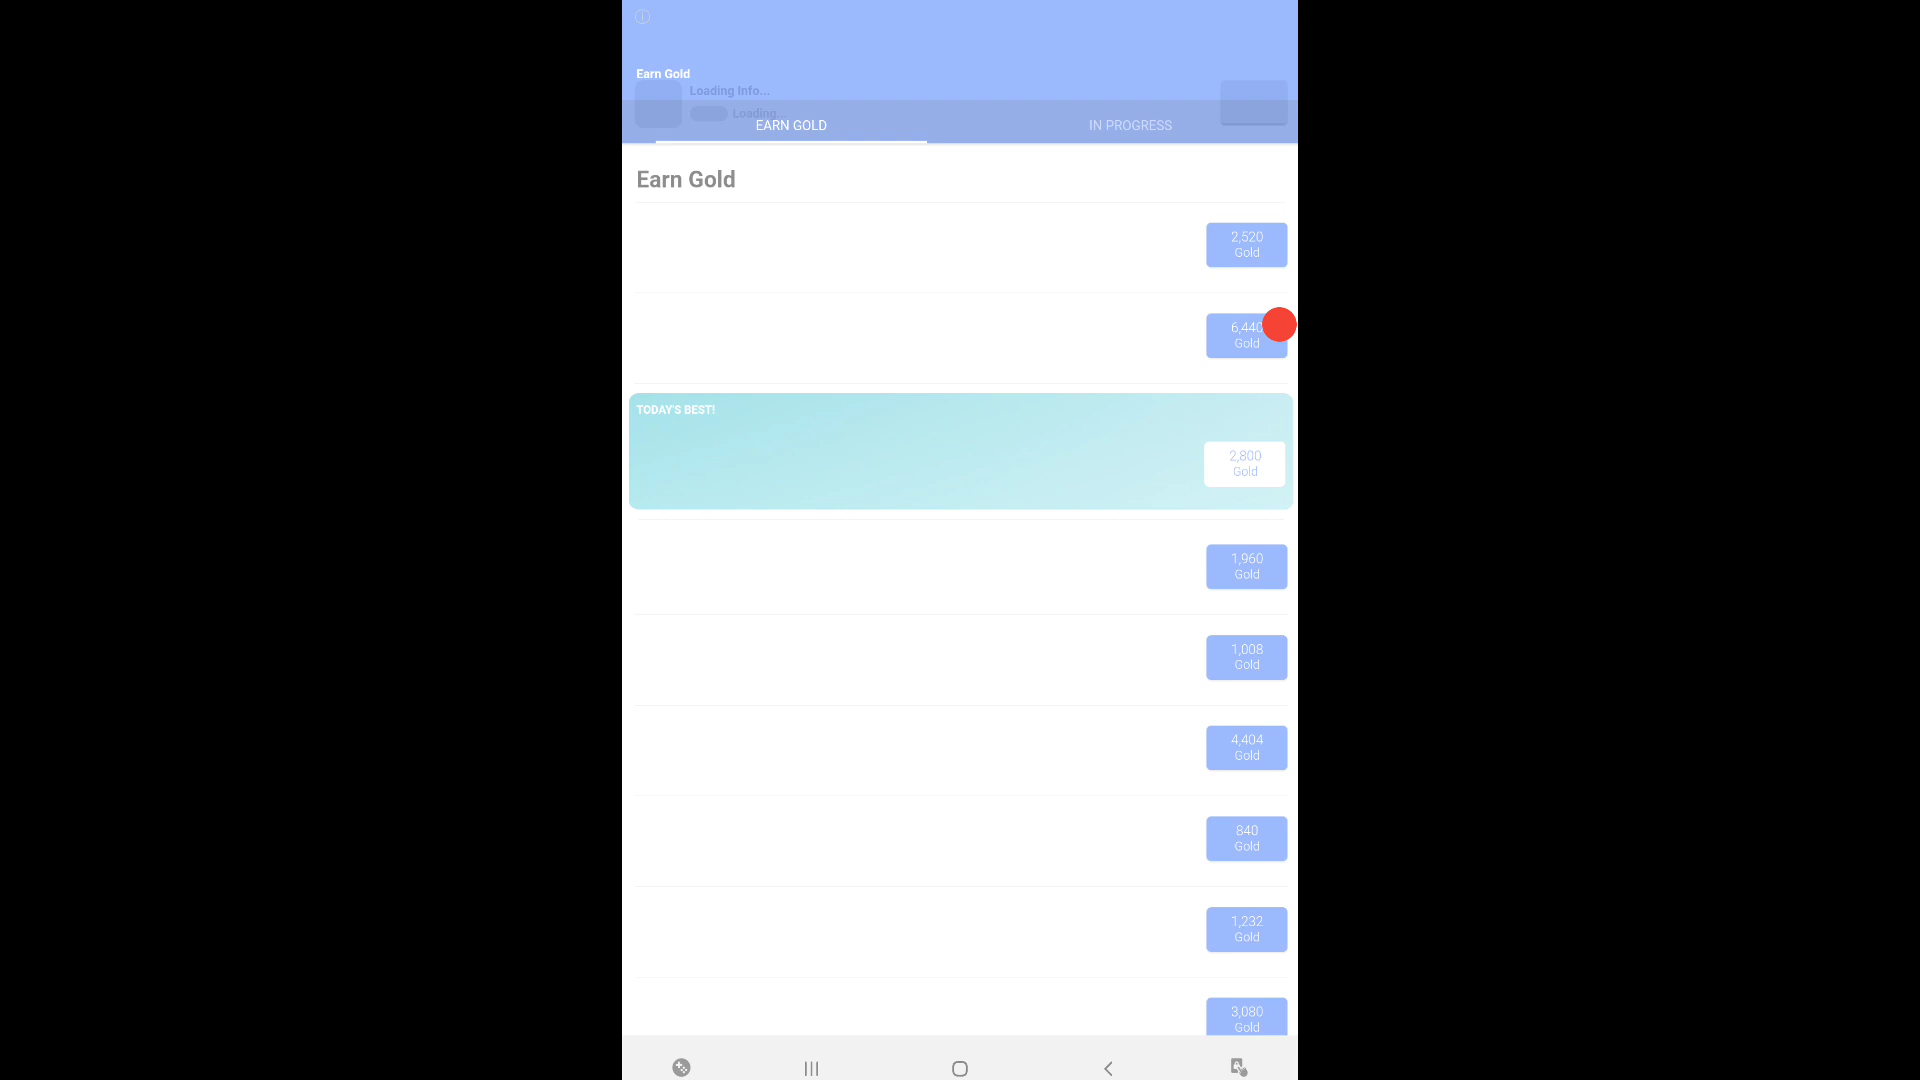 Earn Gold
Loading Info...
Loading...
EARN GOLD
IN PROGRESS
Earn Gold
2,520
Gold
6,440
Gold
TODAY'S BEST!
2,800
Gold
1,960
Gold
1,008
Gold
4,404
Gold
840
Gold
1,232
Gold
3,080
Gold